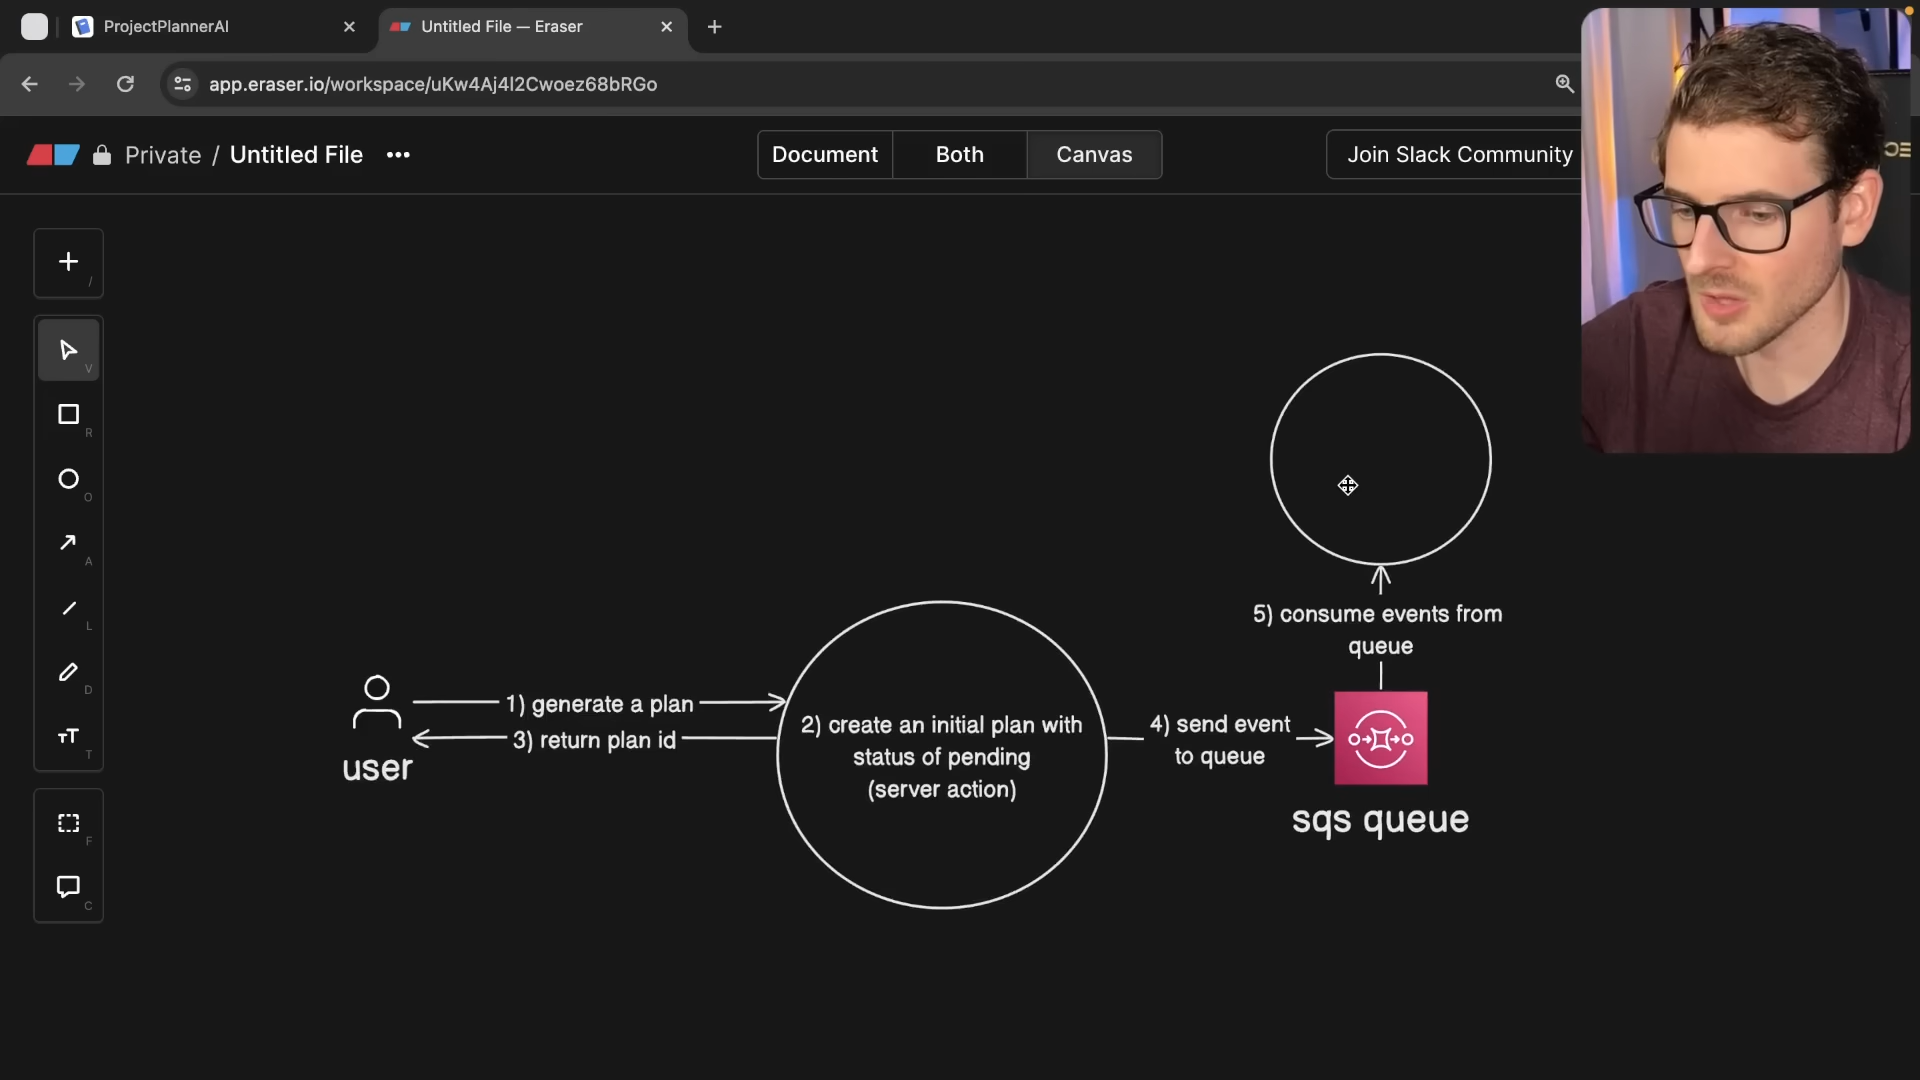 ProjectPlannerAI
Untitled File — Eraser
app.eraser.io/workspace/uKw4Aj4l2Cwoez68bRGo
Private / Untitled File
Document
Both
Canvas
Join Slack Community
/
V
R
O
A
L
D
T
F
C
1) generate a plan
3) return plan id
user
2) create an initial plan with
status of pending
(server action)
4) send event
to queue
5) consume events from
queue
sqs queue